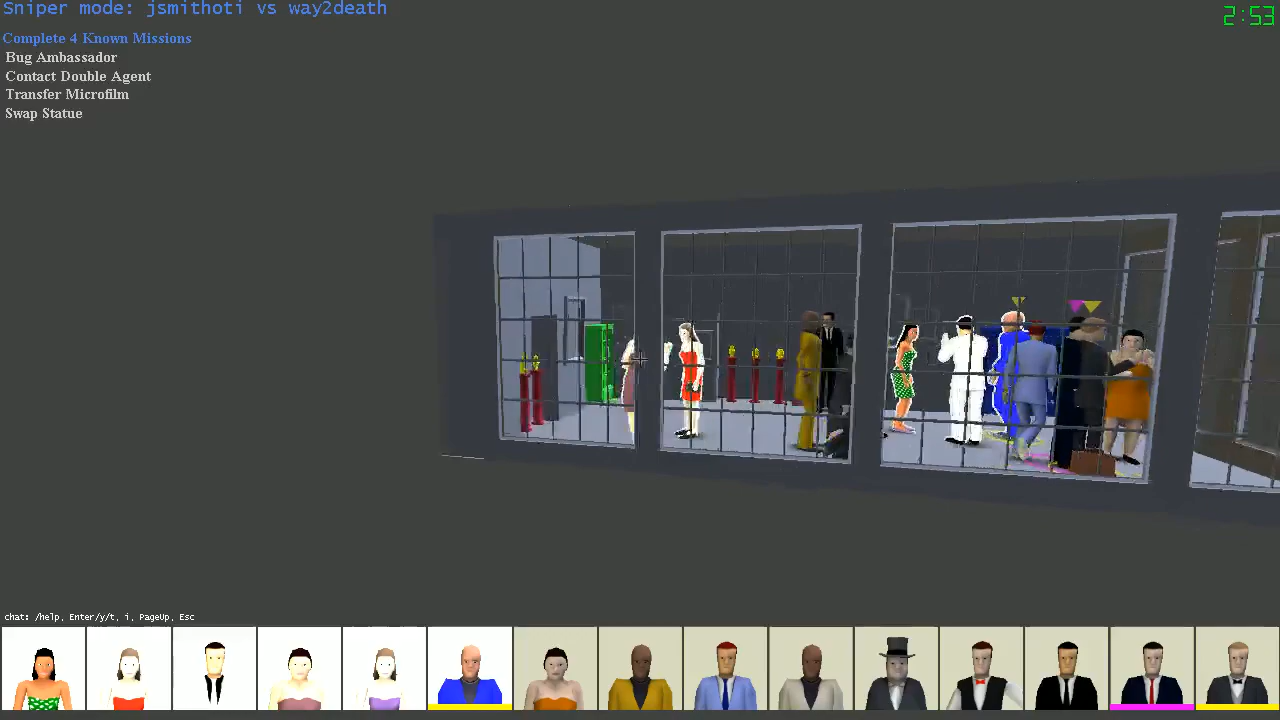 Sniper mode: jsmithoti vs way2death
2:53
Complete 4 Known Missions
Bug Ambassador
Contact Double Agent
Transfer Microfilm
Swap Statue
chat: /help, Enter/y/t, i, PageUp, Esc